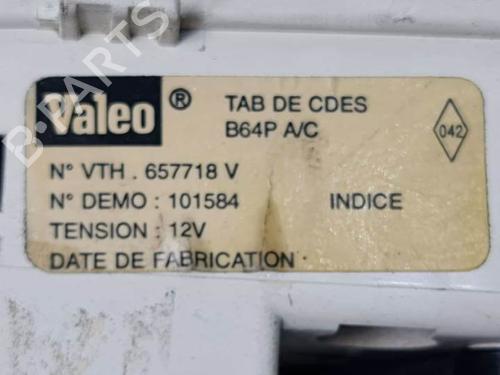 Valeo ® TAB DE CDES
B64P A/C
042
N° VTH . 657718 V
N° DEMO : 101584 INDICE
TENSION : 12V
DATE DE FABRICATION
B-PARTS